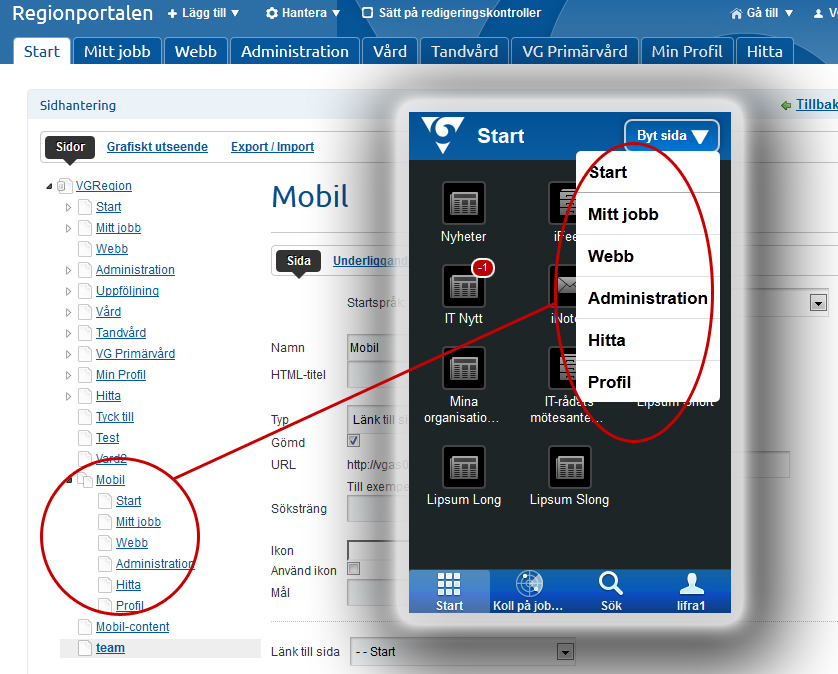 Regionportalen
Lägg till
Hantera
Sätt på redigeringskontroller
Gå till
Start
Mitt jobb
Webb
Administration
Vård
Tandvård
VG Primärvård
Min Profil
Hitta
Sidhantering
Tillbak
Sidor
Grafiskt utseende
Export / Import
VGRegion
Start
Mitt jobb
Webb
Administration
Uppföljning
Vård
Tandvård
VG Primärvård
Min Profil
Hitta
Tyck till
Test
Vard2
Mobil
Start
Mitt jobb
Webb
Administration
Hitta
Profil
Mobil-content
team
Mobil
Sida
Underliggand
Startspråk:
Namn
Mobil
HTML-titel
Typ
Länk till si
Gömd
URL
http://vgas0
Till exempe
Söksträng
Ikon
Använd ikon
Mål
Länk till sida
- - Start
Start
Byt sida
Start
Mitt jobb
Webb
Administration
Hitta
Profil
Nyheter
iFee
-1
IT Nytt
iNote
Mina
organisatio…
IT-rådets
mötesante…
Lipsum Short
Lipsum Long
Lipsum Slong
Start
Koll på job…
Sök
lifra1